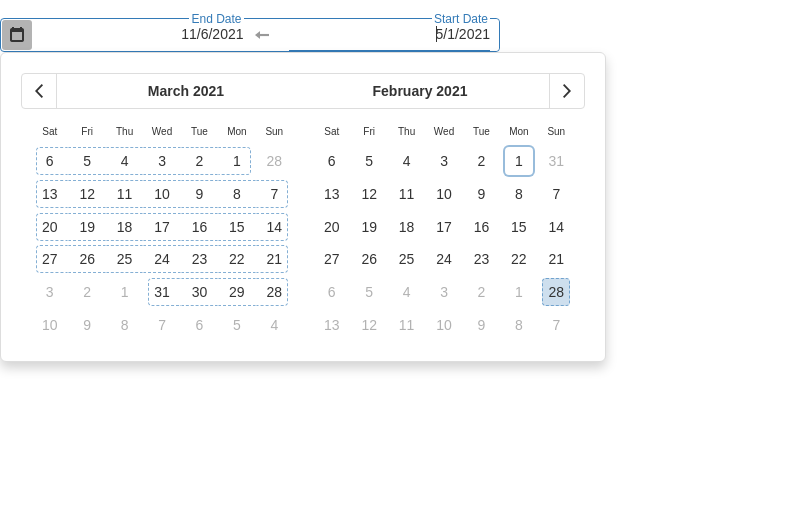 End Date Start Date
11/6/2021 5/1/2021
March 2021 February 2021
Sat Fri Thu Wed Tue Mon Sun Sat Fri Thu Wed Tue Mon Sun
6 5 4 3 2 1 28 6 5 4 3 2 1 31
13 12 11 10 9 8 7 13 12 11 10 9 8 7
20 19 18 17 16 15 14 20 19 18 17 16 15 14
27 26 25 24 23 22 21 27 26 25 24 23 22 21
3 2 1 31 30 29 28 6 5 4 3 2 1 28
10 9 8 7 6 5 4 13 12 11 10 9 8 7